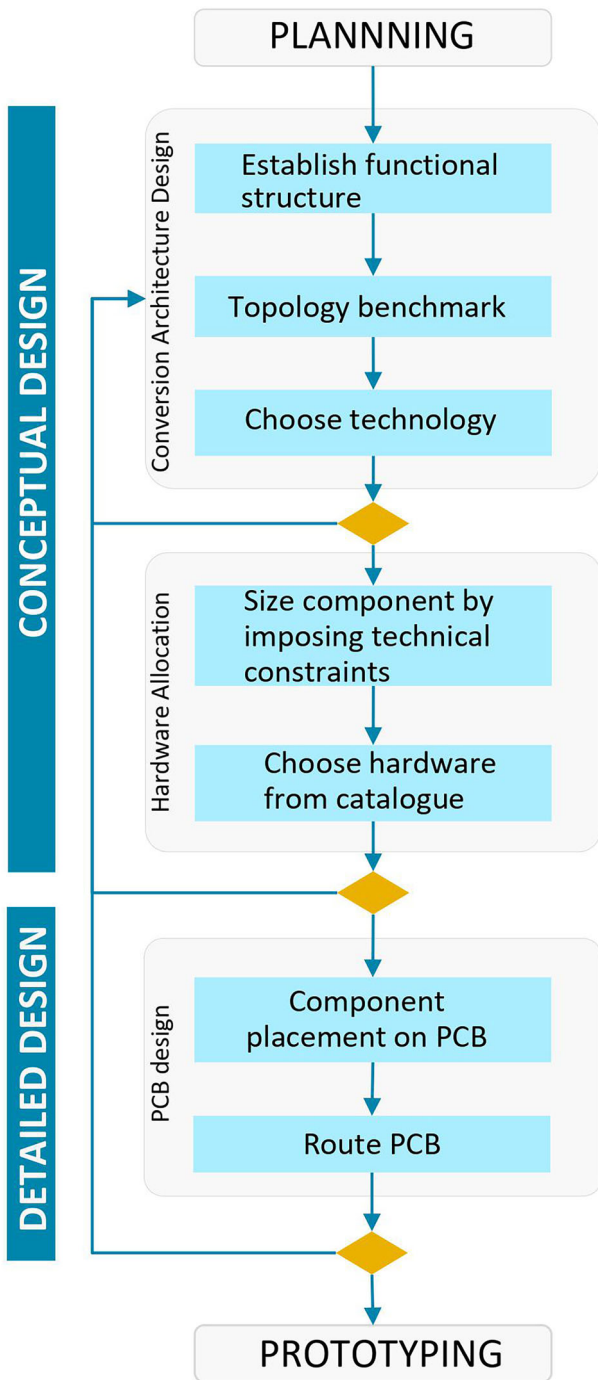 PLANNNING
CONCEPTUAL DESIGN
Conversion Architecture Design
Establish functional
structure
Topology benchmark
Choose technology
Hardware Allocation
Size component by
imposing technical
constraints
Choose hardware
from catalogue
DETAILED DESIGN
PCB design
Component
placement on PCB
Route PCB
PROTOTYPING